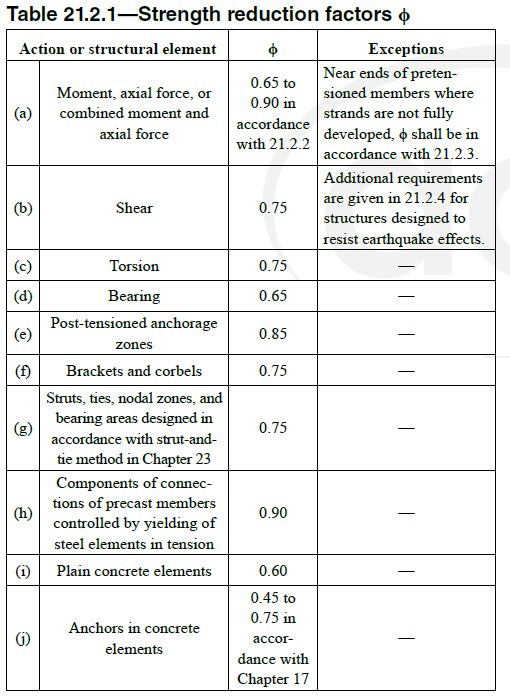 Table 21.2.1—Strength reduction factors ϕ
Action or structural element ϕ Exceptions
(a)
Moment, axial force, or
combined moment and
axial force
0.65 to
0.90 in
accordance
with 21.2.2
Near ends of preten-
sioned members where
strands are not fully
developed, ϕ shall be in
accordance with 21.2.3.
(b)
Shear
0.75
Additional requirements
are given in 21.2.4 for
structures designed to
resist earthquake effects.
(c) Torsion 0.75 —
(d) Bearing 0.65 —
(e)
Post-tensioned anchorage
zones
0.85
—
(f) Brackets and corbels 0.75 —
(g)
Struts, ties, nodal zones, and
bearing areas designed in
accordance with strut-and-
tie method in Chapter 23
0.75
—
(h)
Components of connec-
tions of precast members
controlled by yielding of
steel elements in tension
0.90
—
(i) Plain concrete elements 0.60 —
(j)
Anchors in concrete
elements
0.45 to
0.75 in
accor-
dance with
Chapter 17
—